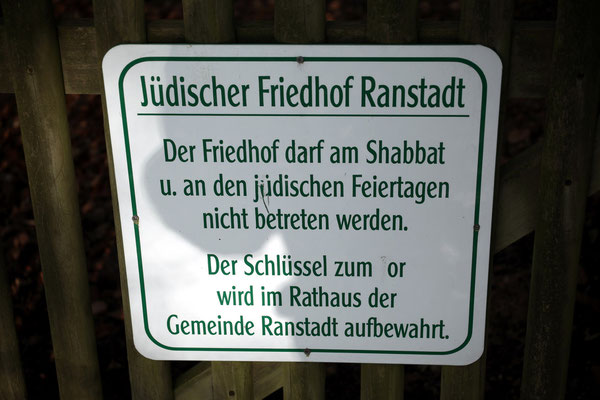 Jüdischer Friedhof Ranstadt
Der Friedhof darf am Shabbat
u. an den jüdischen Feiertagen
nicht betreten werden.
Der Schlüssel zum  or
wird im Rathaus der
Gemeinde Ranstadt aufbewahrt.